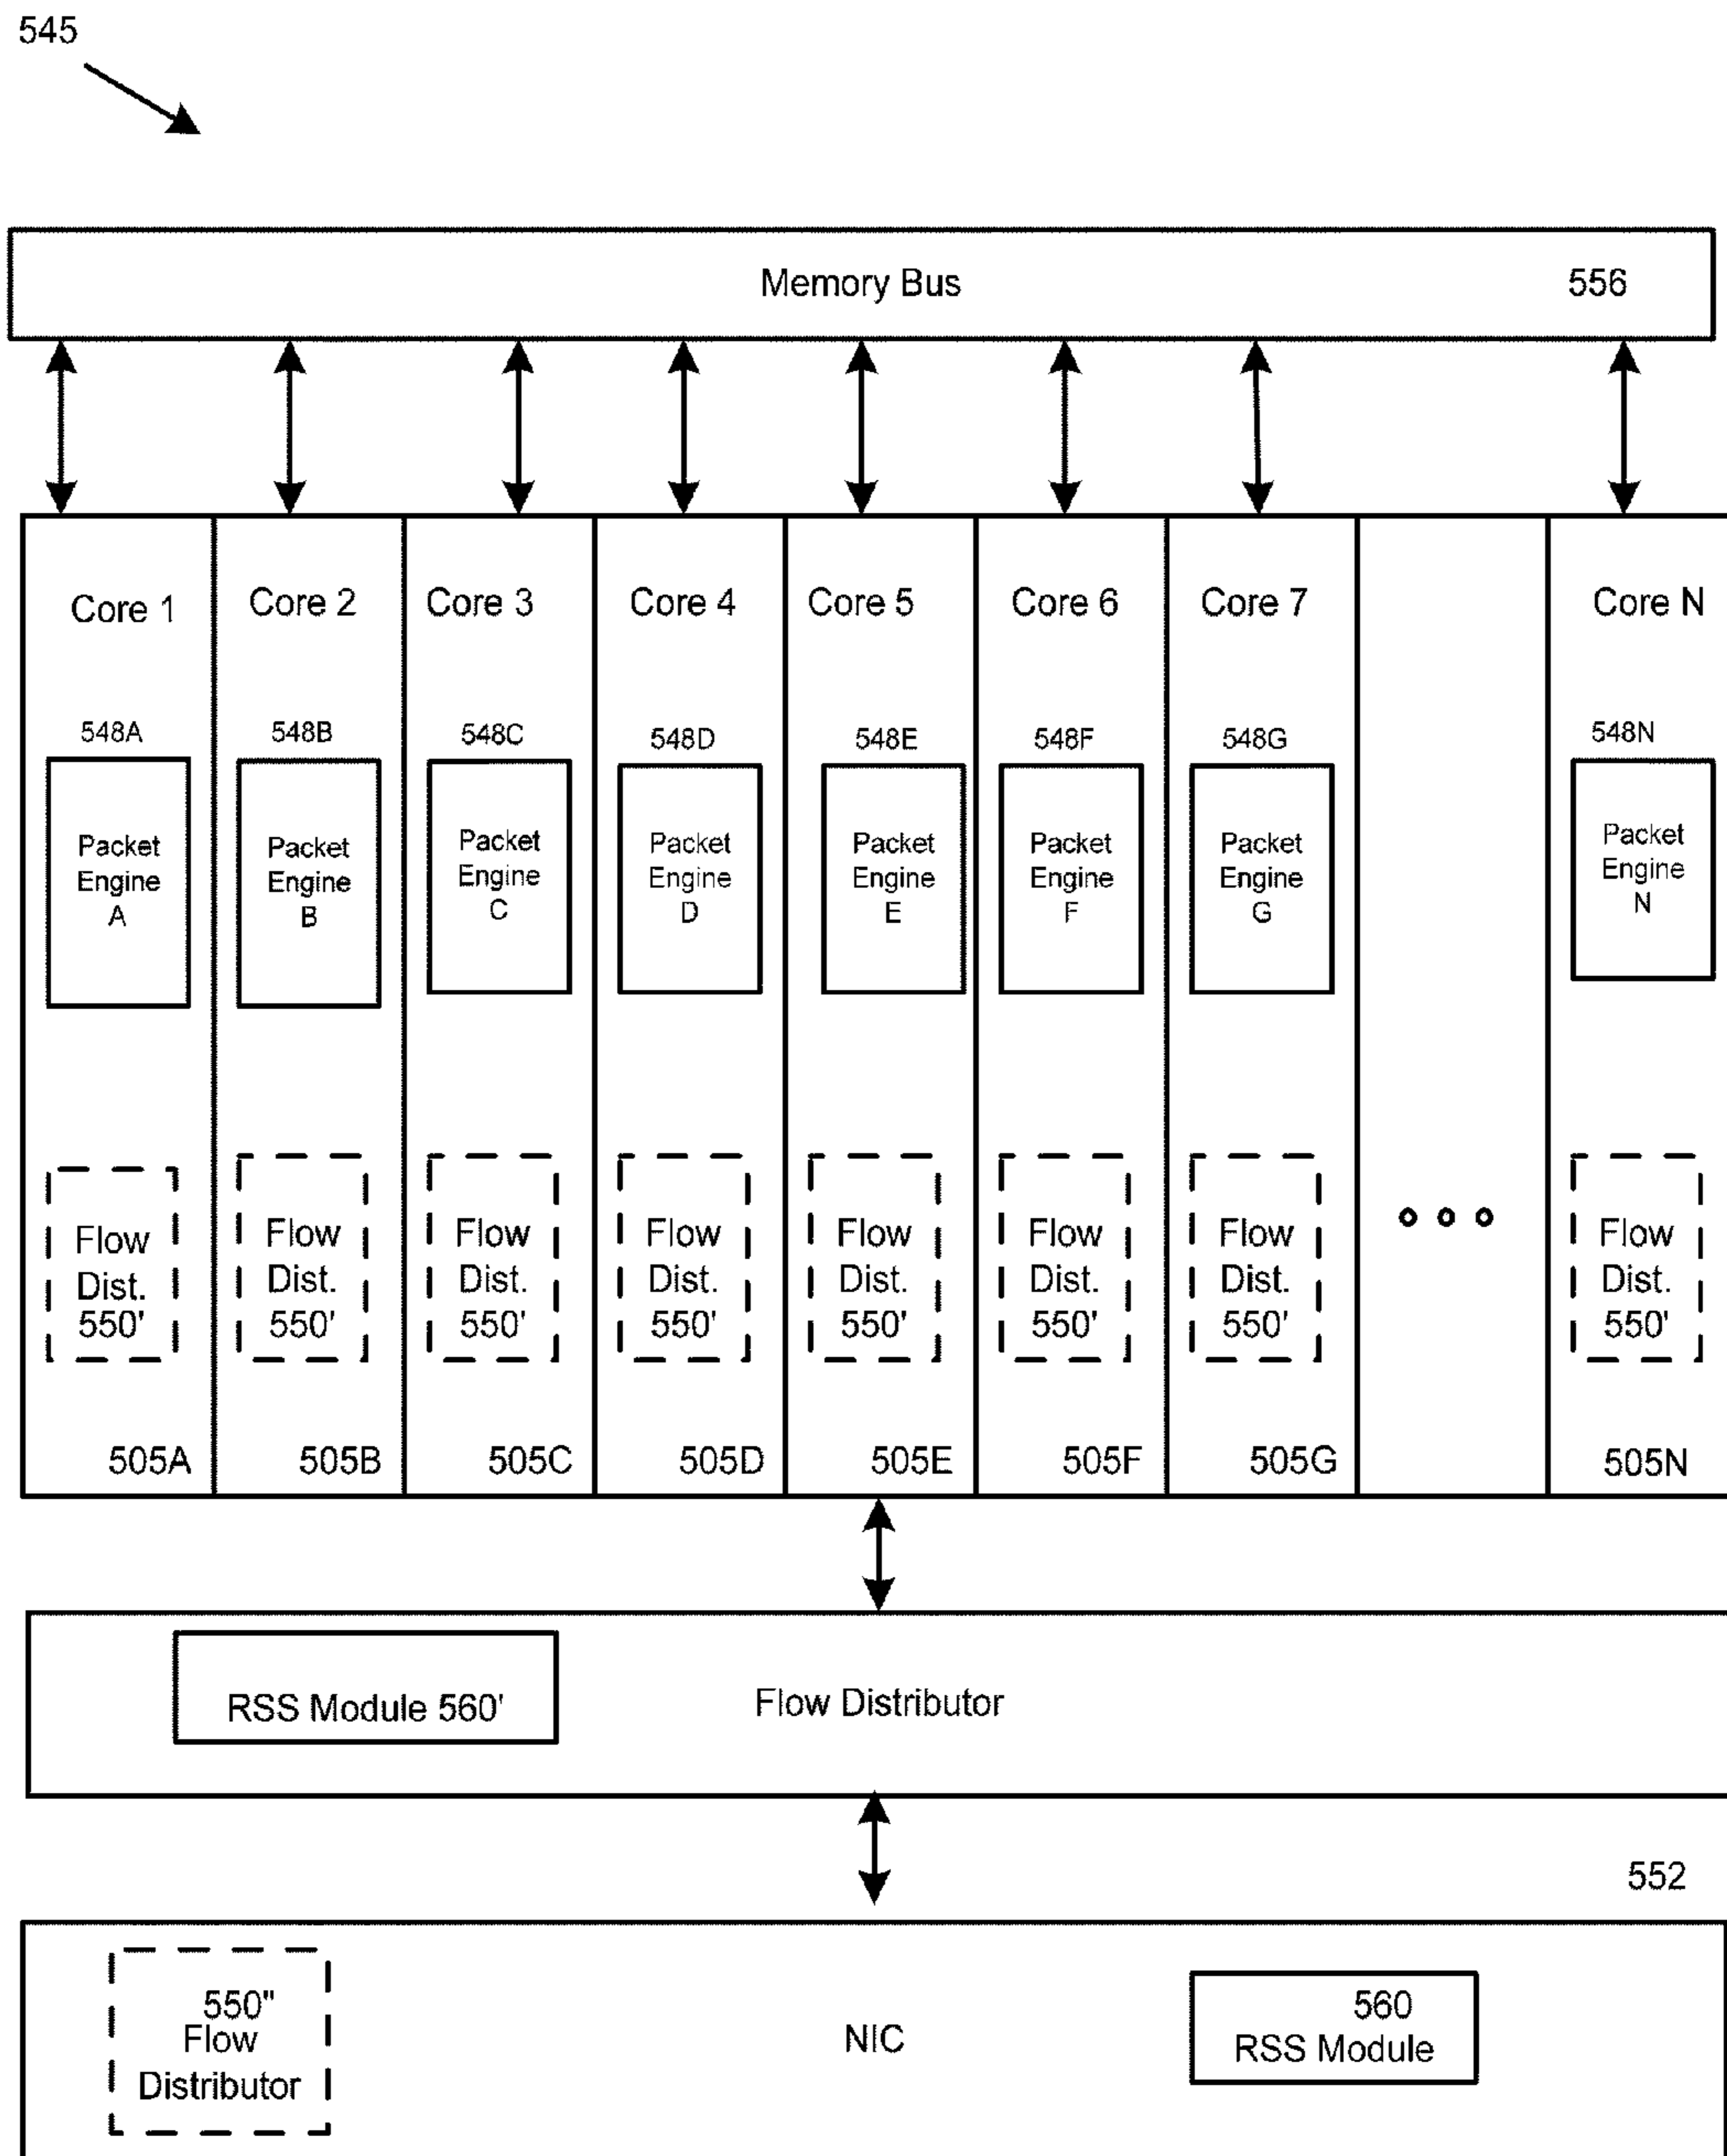 545
Memory Bus 556
Core 1 Core 2 Core 3 Core 4 Core 5 Core 6 Core 7 Core N
548A 548B 548C 548D 548E 548F 548G 548N
Packet Packet Packet Packet Packet Packet Packet Packet
Engine Engine Engine Engine Engine Engine Engine Engine
A B C D E F G N
Flow Flow Flow Flow Flow Flow Flow Flow
Dist. Dist. Dist. Dist. Dist. Dist. Dist. Dist.
550' 550' 550' 550' 550' 550' 550' 550'
505A 505B 505C 505D 505E 505F 505G 505N
RSS Module 560' Flow Distributor
552
550" 560
Flow NIC RSS Module
Distributor